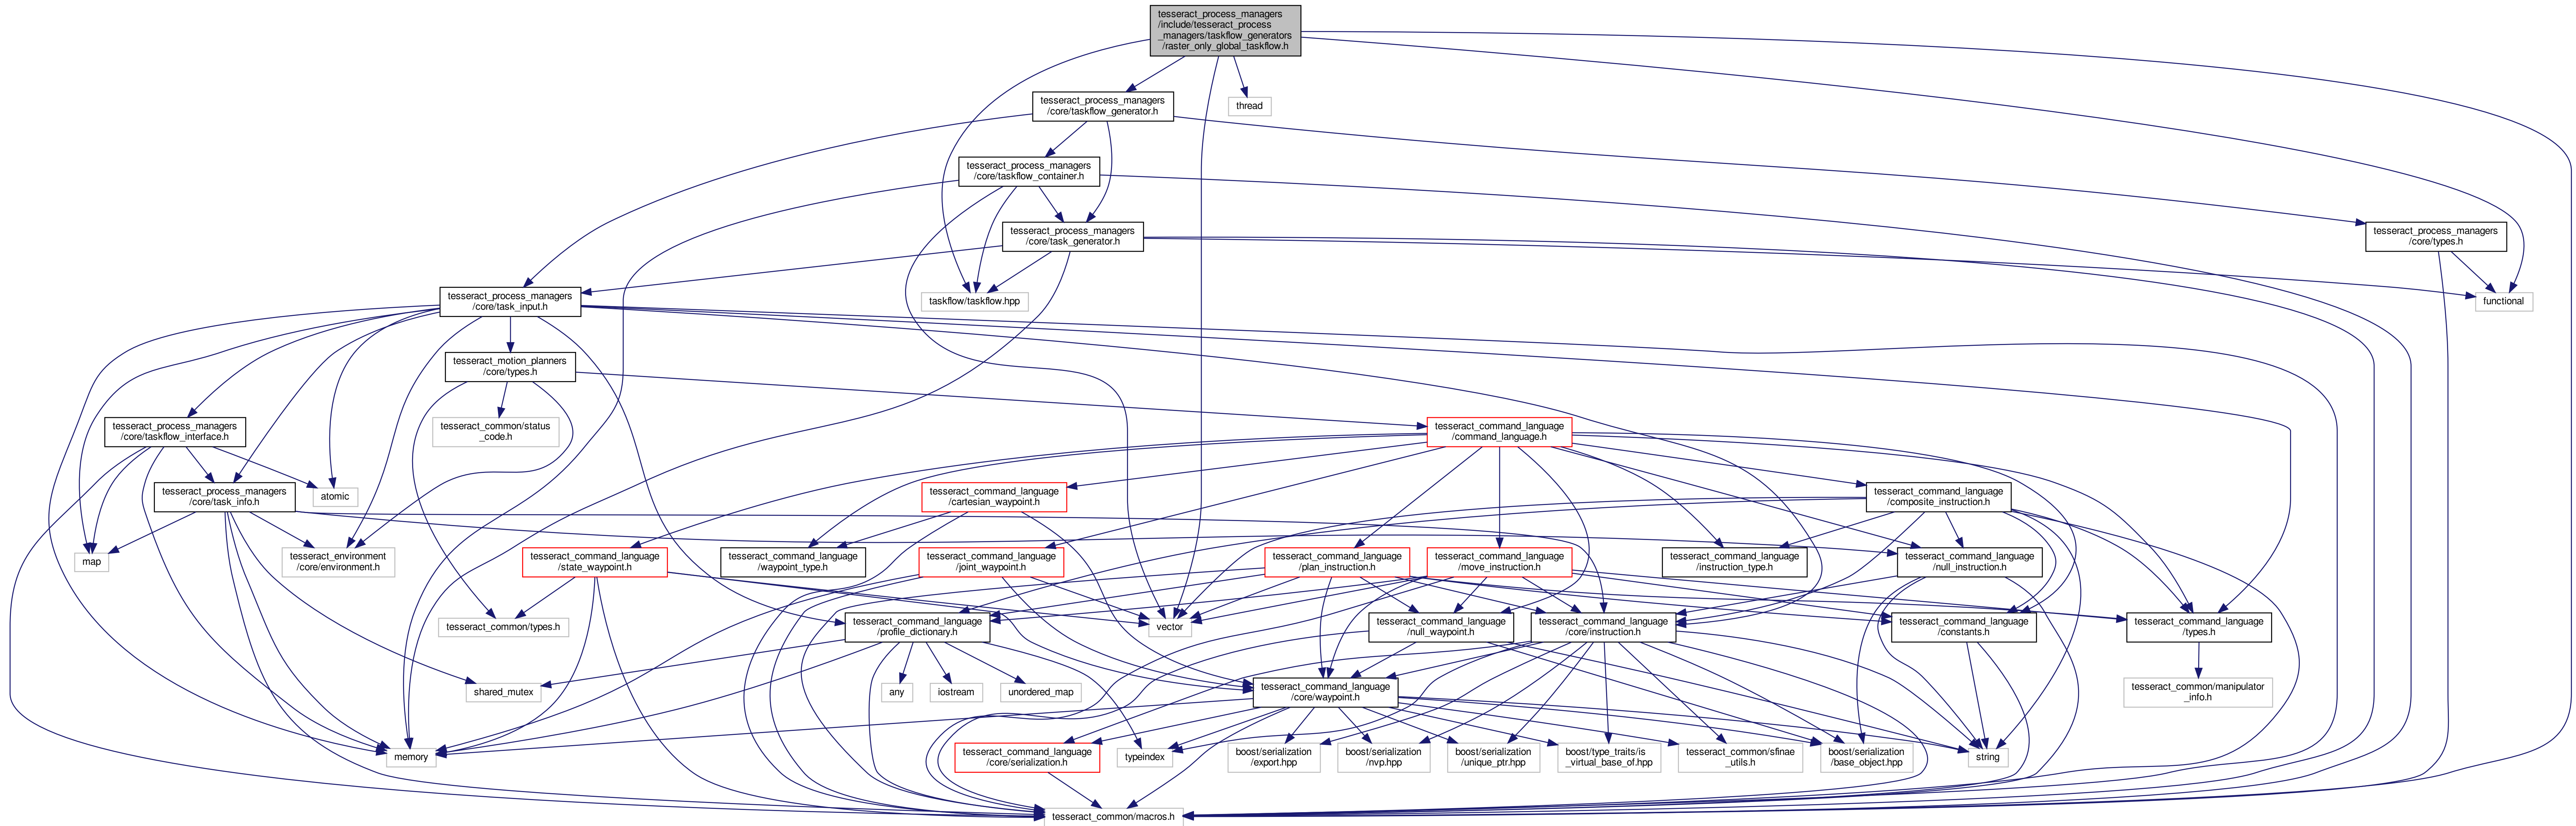 tesseract_process_managers
/include/tesseract_process
_managers/taskflow_generators
/raster_only_global_taskflow.h
tesseract_process_managers
/core/taskflow_generator.h
thread
tesseract_process_managers
/core/taskflow_container.h
tesseract_process_managers
/core/task_generator.h
tesseract_process_managers
/core/types.h
tesseract_process_managers
/core/task_input.h
taskflow/taskflow.hpp
functional
tesseract_motion_planners
/core/types.h
tesseract_process_managers
/core/taskflow_interface.h
tesseract_common/status
_code.h
tesseract_command_language
/command_language.h
tesseract_process_managers
/core/task_info.h
atomic
tesseract_command_language
/cartesian_waypoint.h
tesseract_command_language
/composite_instruction.h
map
tesseract_environment
/core/environment.h
tesseract_command_language
/state_waypoint.h
tesseract_command_language
/waypoint_type.h
tesseract_command_language
/joint_waypoint.h
tesseract_command_language
/plan_instruction.h
tesseract_command_language
/move_instruction.h
tesseract_command_language
/instruction_type.h
tesseract_command_language
/null_instruction.h
tesseract_common/types.h
tesseract_command_language
/profile_dictionary.h
vector
tesseract_command_language
/null_waypoint.h
tesseract_command_language
/core/instruction.h
tesseract_command_language
/constants.h
tesseract_command_language
/types.h
shared_mutex
any
iostream
unordered_map
tesseract_command_language
/core/waypoint.h
tesseract_common/manipulator
_info.h
memory
tesseract_command_language
/core/serialization.h
typeindex
boost/serialization
/export.hpp
boost/serialization
/nvp.hpp
boost/serialization
/unique_ptr.hpp
boost/type_traits/is
_virtual_base_of.hpp
tesseract_common/sfinae
_utils.h
boost/serialization
/base_object.hpp
string
tesseract_common/macros.h